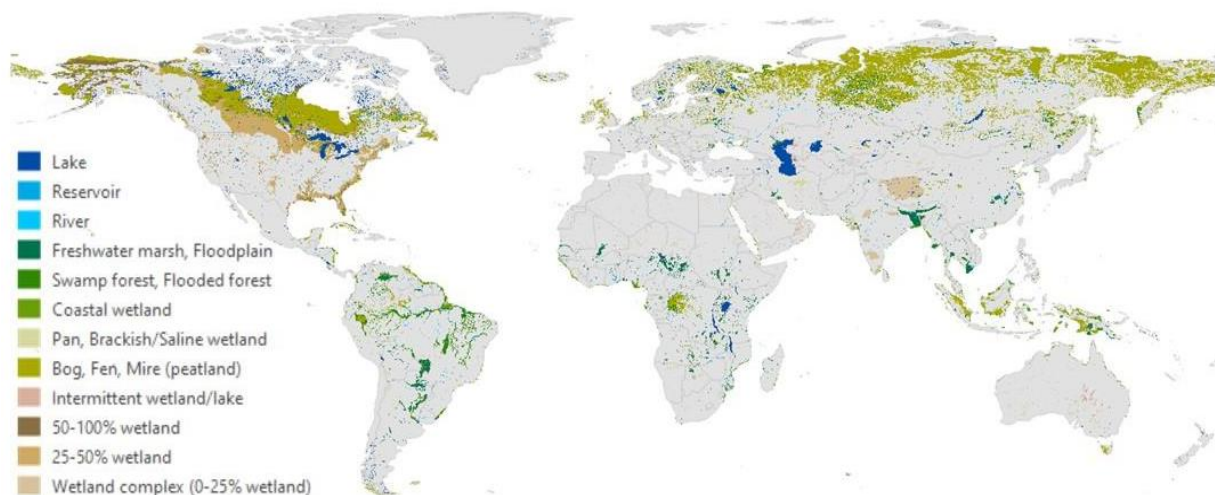 Lake
Reservoir
River
Freshwater marsh, Floodplain
Swamp forest, Flooded forest
Coastal wetland
Pan, Brackish/Saline wetland
Bog, Fen, Mire (peatland)
Intermittent wetland/lake
50-100% wetland
25-50% wetland
Wetland complex (0-25% wetland)